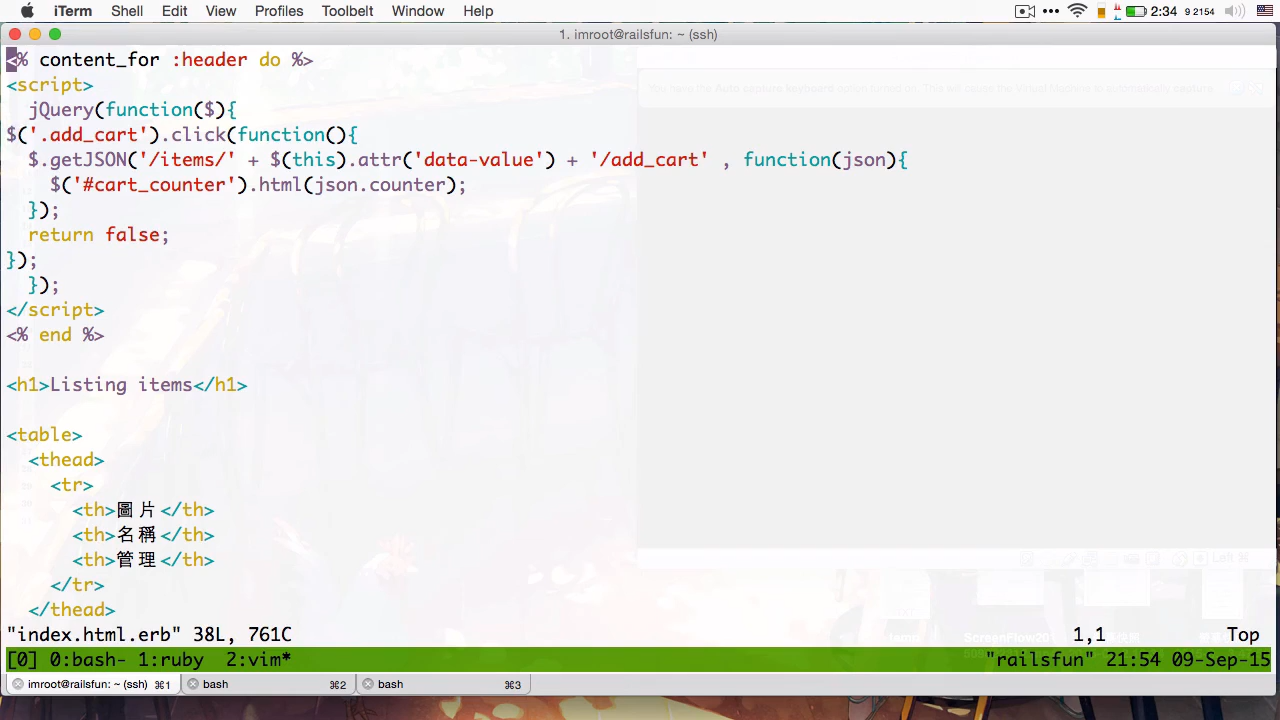 iTerm Shell Edit View Profiles Toolbelt Window Help 2:34 9 2154
1. imroot@railsfun: ~ (ssh)
<% content_for :header do %>
<script>
  jQuery(function($){
$('.add_cart').click(function(){
  $.getJSON('/items/' + $(this).attr('data-value') + '/add_cart' , function(json){
    $('#cart_counter').html(json.counter);
  });
  return false;
});
  });
</script>
<% end %>
<h1>Listing items</h1>
<table>
  <thead>
    <tr>
      <th>圖片</th>
      <th>名稱</th>
      <th>管理</th>
    </tr>
  </thead>
"index.html.erb" 38L, 761C 1,1 Top
[0] 0:bash- 1:ruby 2:vim* "railsfun" 21:54 09-Sep-15
imroot@railsfun: ~ (ssh) ⌘1 bash ⌘2 bash ⌘3